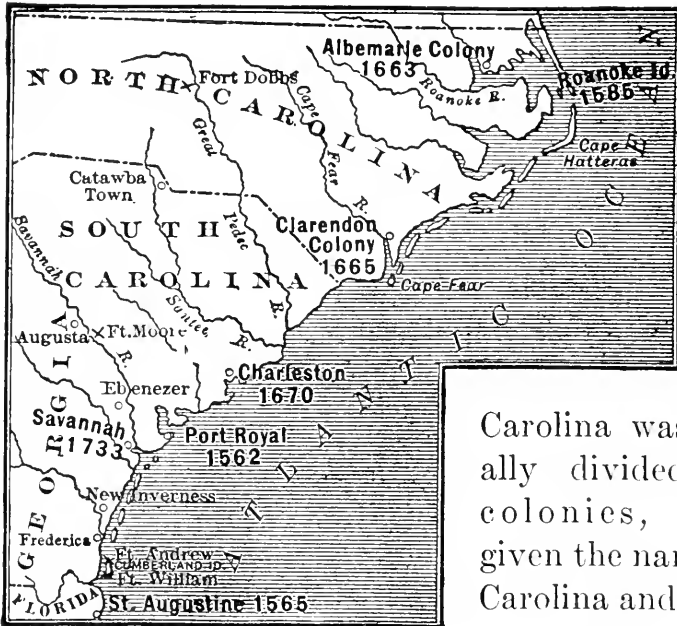 Albemarle Colony
1663
Roanoke Id.
1585
NORTH CAROLINA
Fort Dobbs
Roanoke R.
Cape Fear R.
Great Pedee R.
Cape
Hatteras
Catawba
Town
Clarendon
Colony
1665
SOUTH
CAROLINA
Cape Fear
Savannah R.
Santee R.
Augusta
Ft. Moore
Charleston
1670
Ebenezer
Savannah
1733
Port Royal
1562
GEORGIA
New Inverness
Frederica
Ft. Andrew
CUMBERLAND ID.
Ft. William
FLORIDA
St. Augustine 1565
ATLANTIC OCEAN
Carolina was
ally divided
colonies,
given the nam
Carolina and